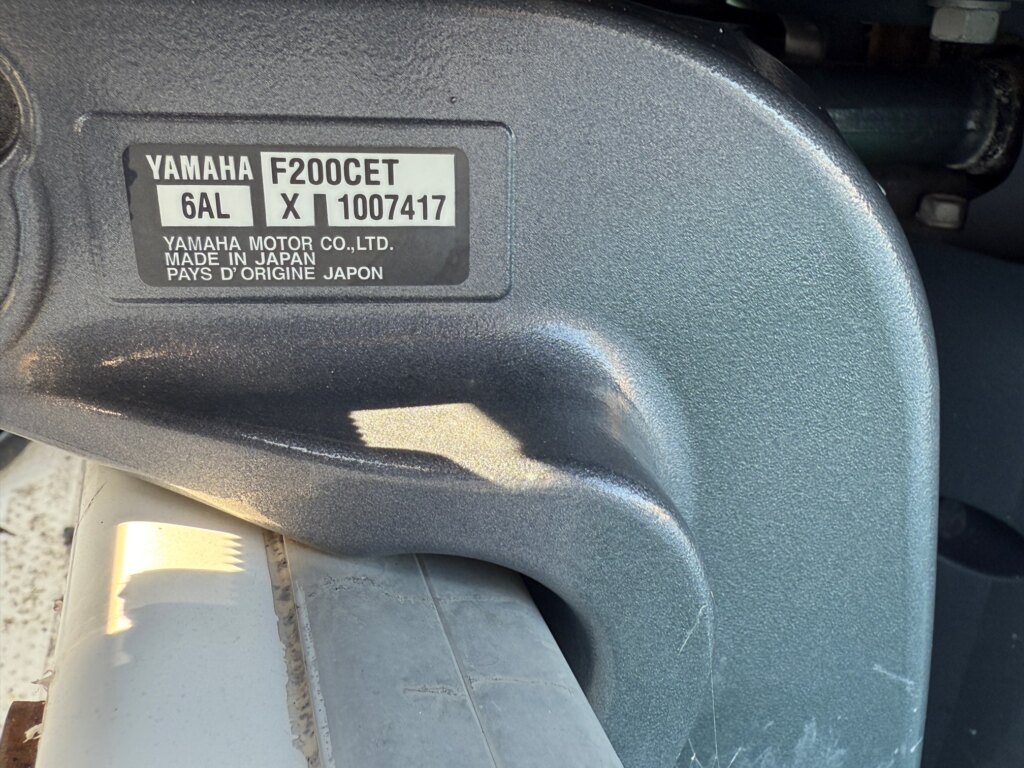 YAMAHA F200CET
6AL X 1007417
YAMAHA MOTOR CO.,LTD.
MADE IN JAPAN
PAYS D'ORIGINE JAPON